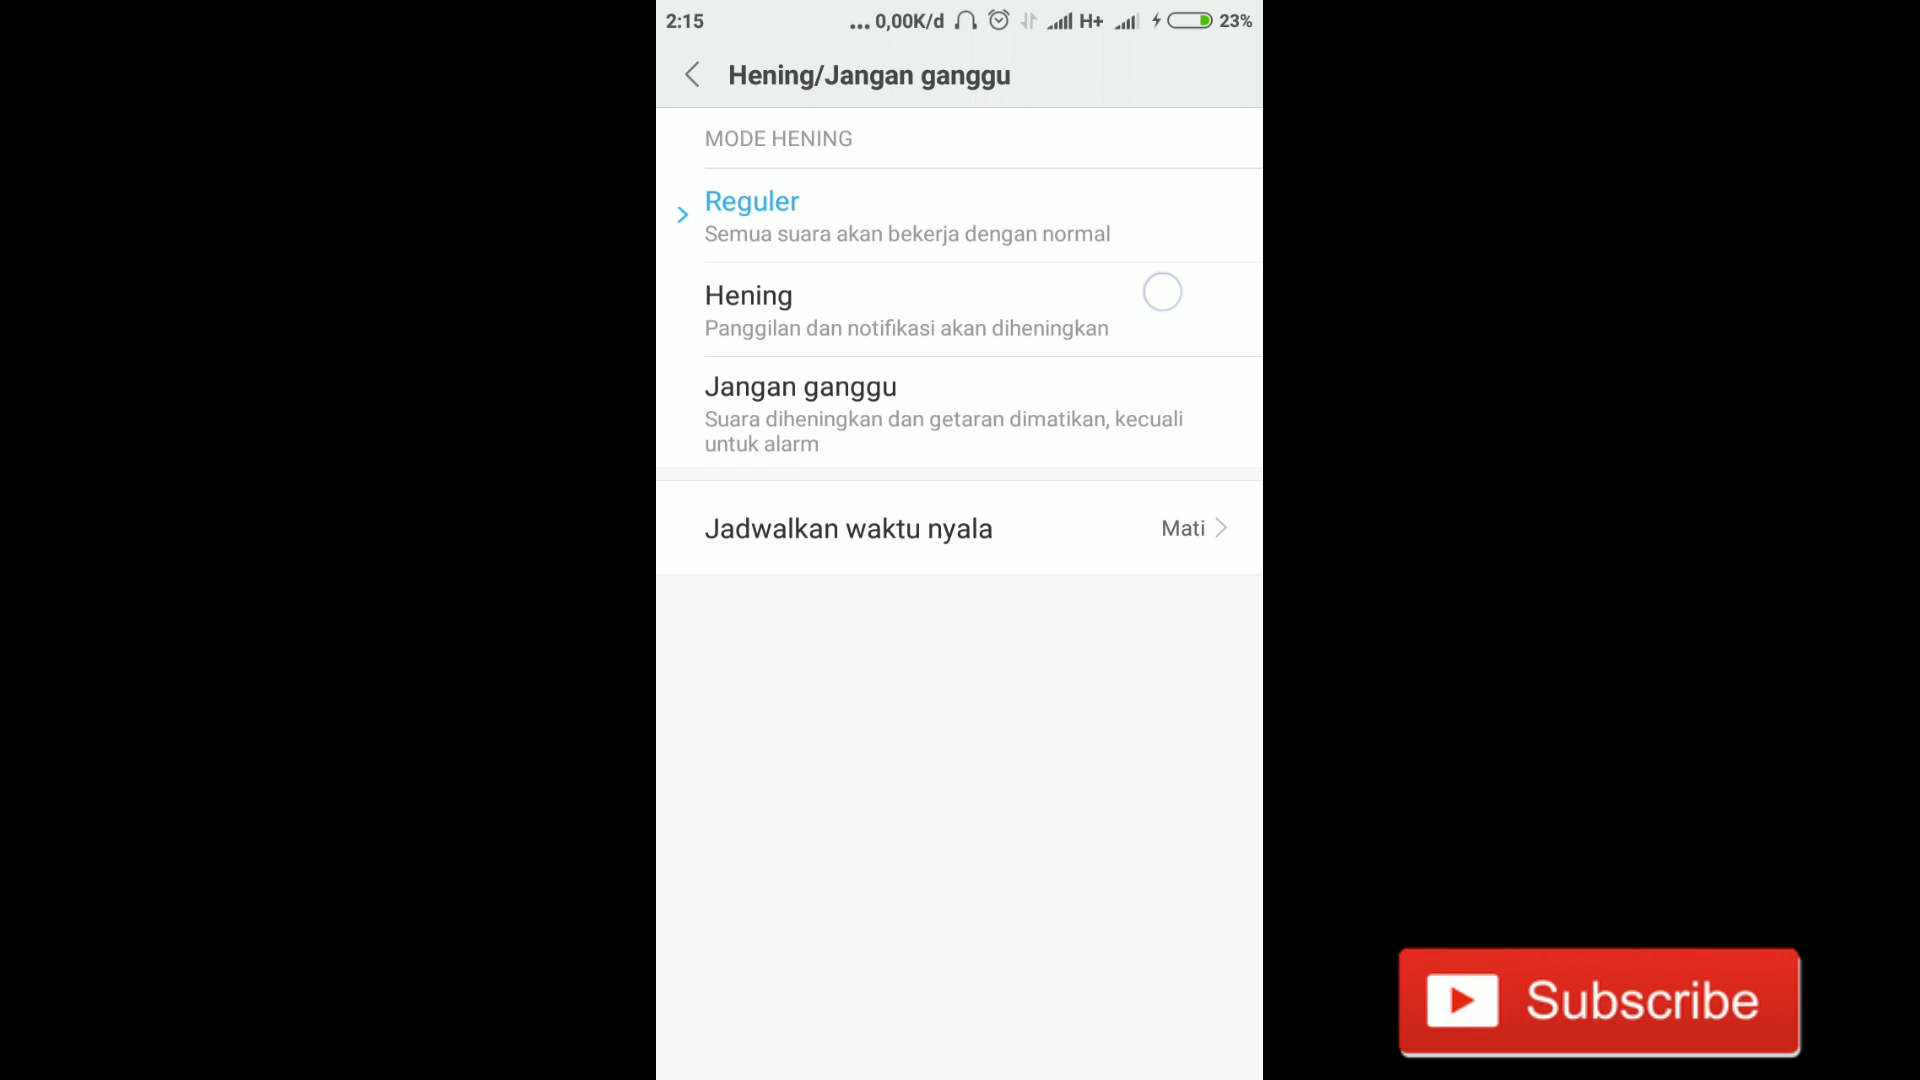 2:15 ... 0,00K/d H+ 23%
Hening/Jangan ganggu
MODE HENING
Reguler
Semua suara akan bekerja dengan normal
Hening
Panggilan dan notifikasi akan diheningkan
Jangan ganggu
Suara diheningkan dan getaran dimatikan, kecuali
untuk alarm
Jadwalkan waktu nyala Mati
Subscribe